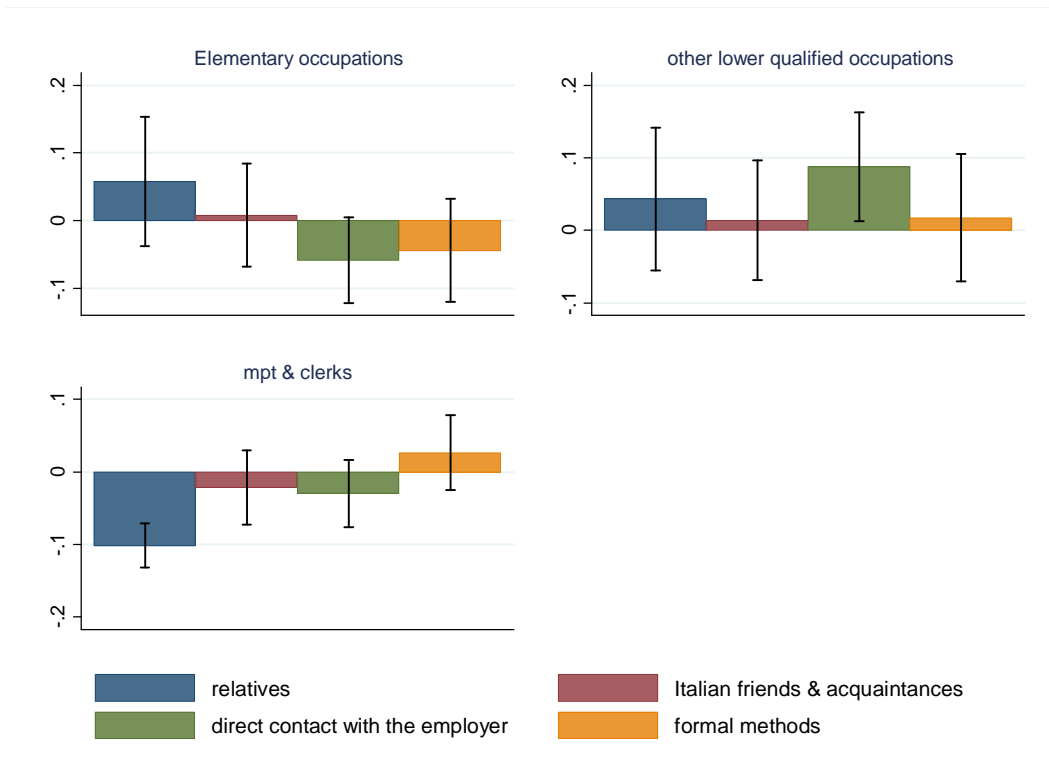 Elementary occupations
.2
.1
0
-.1
other lower qualified occupations
.2
.1
0
-.1
mpt & clerks
.1
0
-.1
-.2
relatives
Italian friends & acquaintances
direct contact with the employer
formal methods